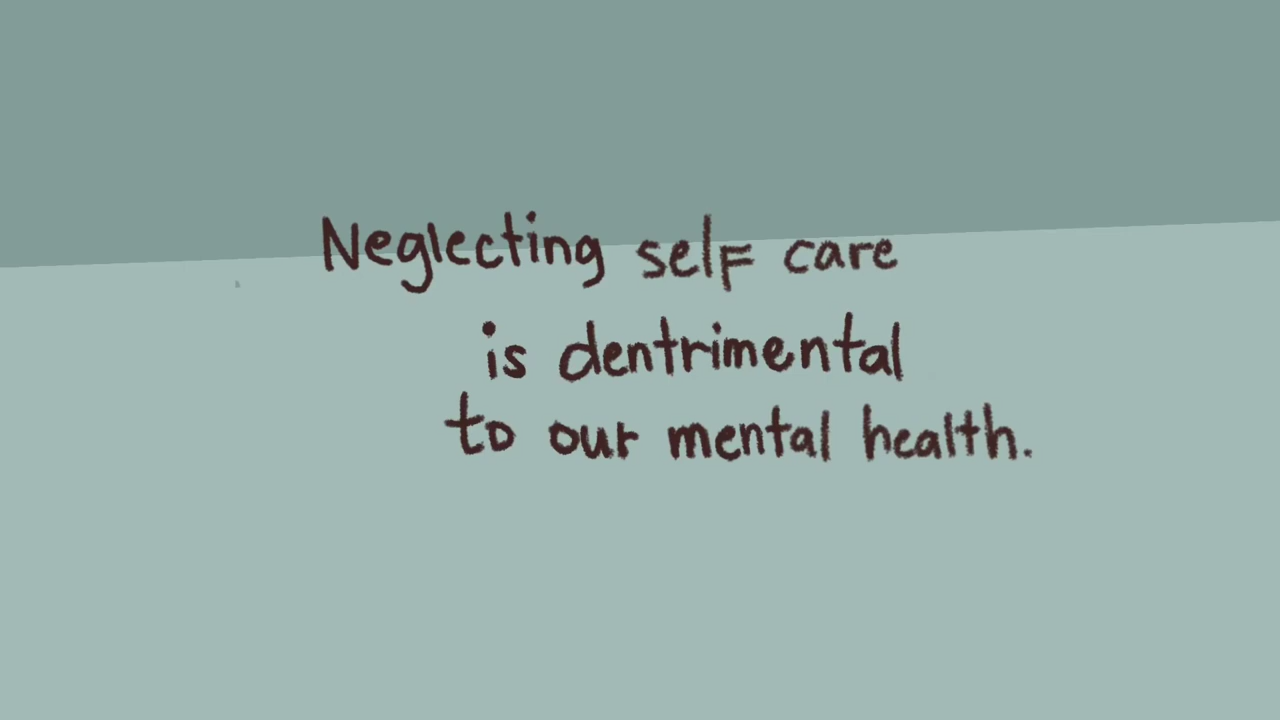 Neglecting self care
is dentrimental
to our mental health.